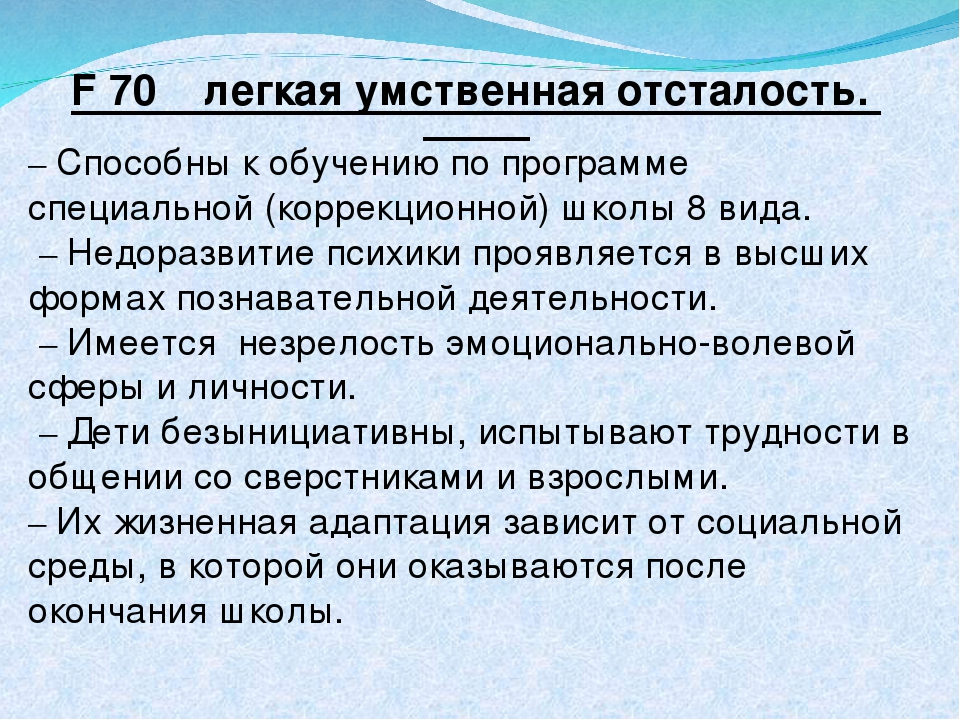 F 70    легкая умственная отсталость.
– Способны к обучению по программе
специальной (коррекционной) школы 8 вида.
– Недоразвитие психики проявляется в высших
формах познавательной деятельности.
– Имеется  незрелость эмоционально-волевой
сферы и личности.
– Дети безынициативны, испытывают трудности в
общении со сверстниками и взрослыми.
– Их жизненная адаптация зависит от социальной
среды, в которой они оказываются после
окончания школы.